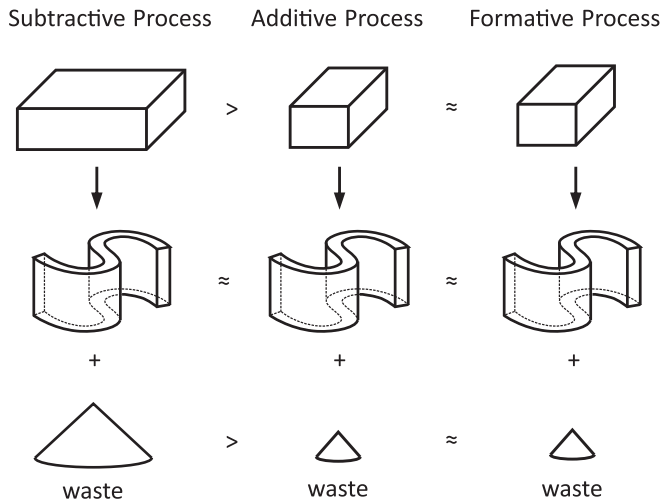 Subtractive Process Additive Process Formative Process
> ≈
≈ ≈
+ + +
> ≈
waste waste waste